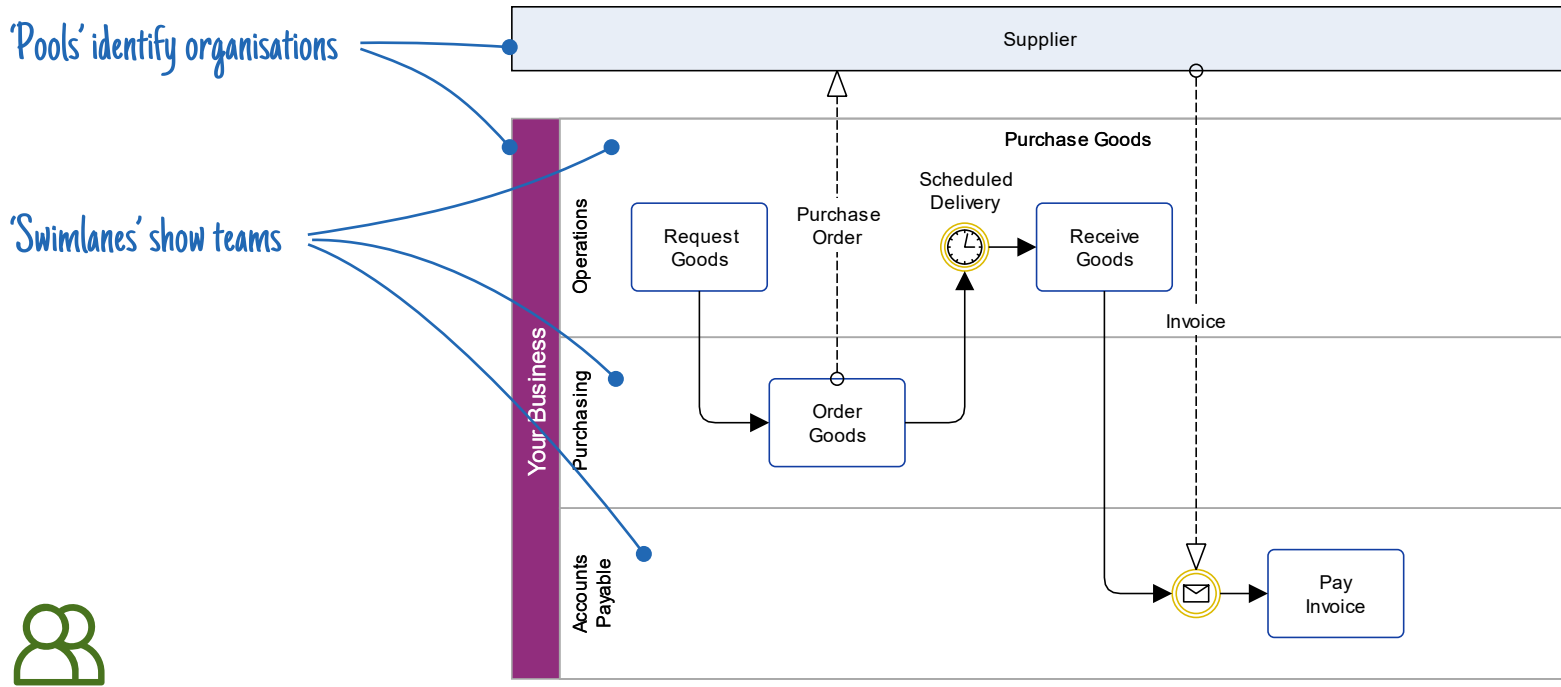 ‘Pools’ identify organisations
Supplier
Purchase Goods
Scheduled
Delivery
Purchase
Order
Operations
Request
Goods
Receive
Goods
‘Swimlanes’ show teams
Invoice
Your Business
Purchasing
Order
Goods
Accounts
Payable
Pay
Invoice